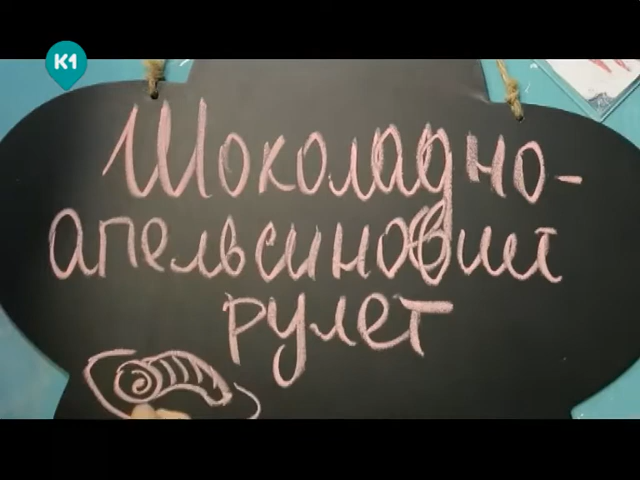 К1
Шоколадно-
апельсиновий
рулет